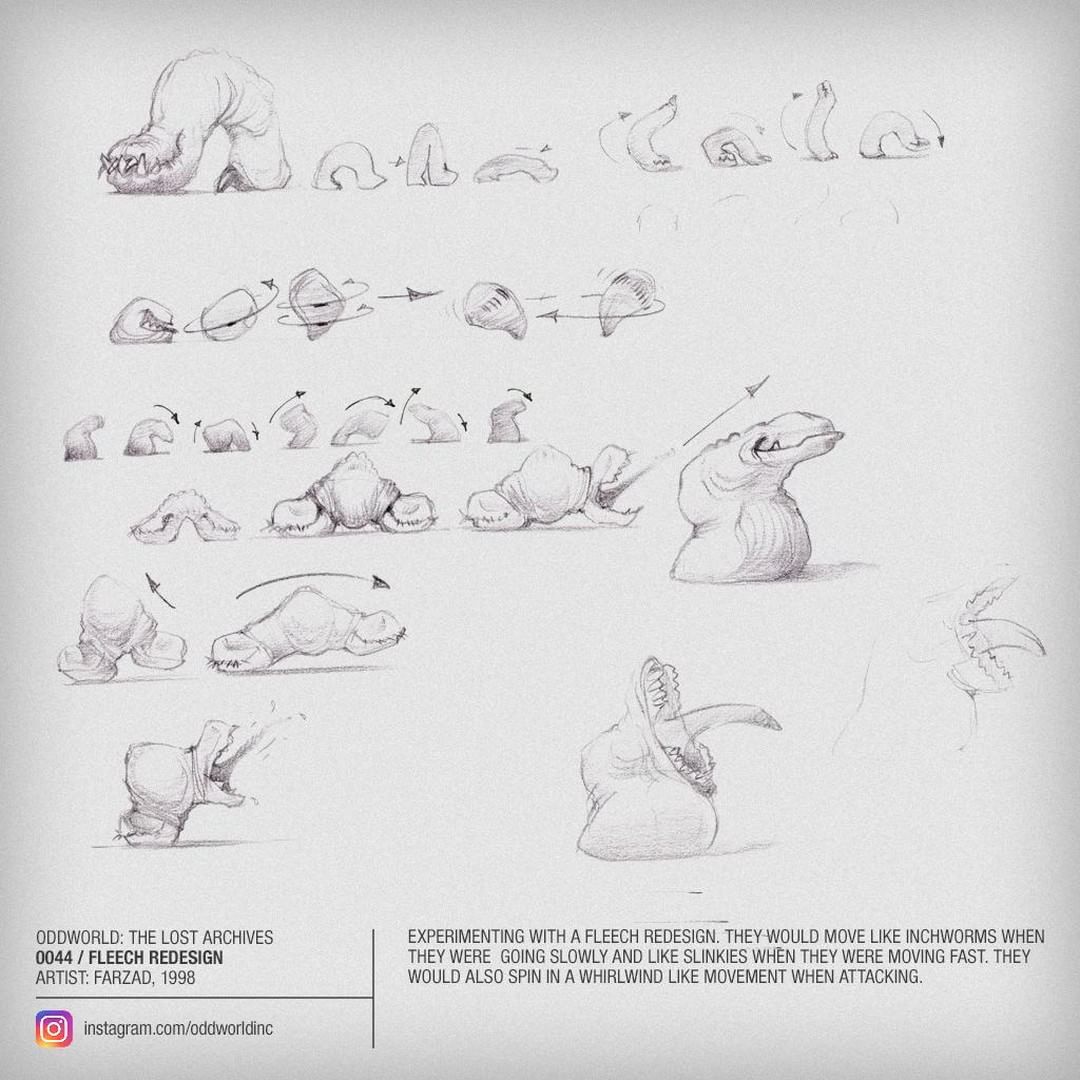 ODDWORLD: THE LOST ARCHIVES
0044 / FLEECH REDESIGN
ARTIST: FARZAD, 1998
instagram.com/oddworldinc
EXPERIMENTING WITH A FLEECH REDESIGN. THEY WOULD MOVE LIKE INCHWORMS WHEN
THEY WERE  GOING SLOWLY AND LIKE SLINKIES WHEN THEY WERE MOVING FAST. THEY
WOULD ALSO SPIN IN A WHIRLWIND LIKE MOVEMENT WHEN ATTACKING.